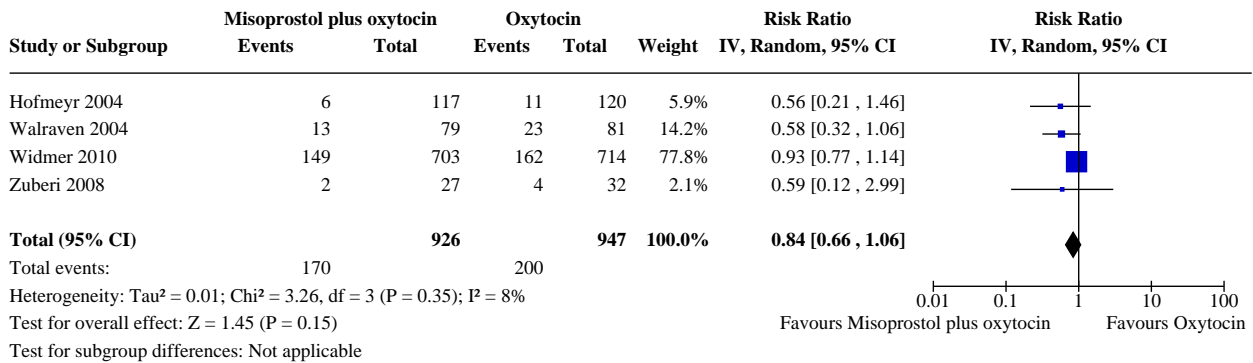 Misoprostol plus oxytocin Oxytocin Risk Ratio Risk Ratio
Study or Subgroup Events Total Events Total Weight IV, Random, 95% CI IV, Random, 95% CI
Hofmeyr 2004 6 117 11 120 5.9% 0.56 [0.21 , 1.46]
Walraven 2004 13 79 23 81 14.2% 0.58 [0.32 , 1.06]
Widmer 2010 149 703 162 714 77.8% 0.93 [0.77 , 1.14]
Zuberi 2008 2 27 4 32 2.1% 0.59 [0.12 , 2.99]
Total (95% CI) 926 947 100.0% 0.84 [0.66 , 1.06]
Total events: 170 200
Heterogeneity: Tau² = 0.01; Chi² = 3.26, df = 3 (P = 0.35); I² = 8%
0.01 0.1 1 10 100
Test for overall effect: Z = 1.45 (P = 0.15)
Favours Misoprostol plus oxytocin Favours Oxytocin
Test for subgroup differences: Not applicable